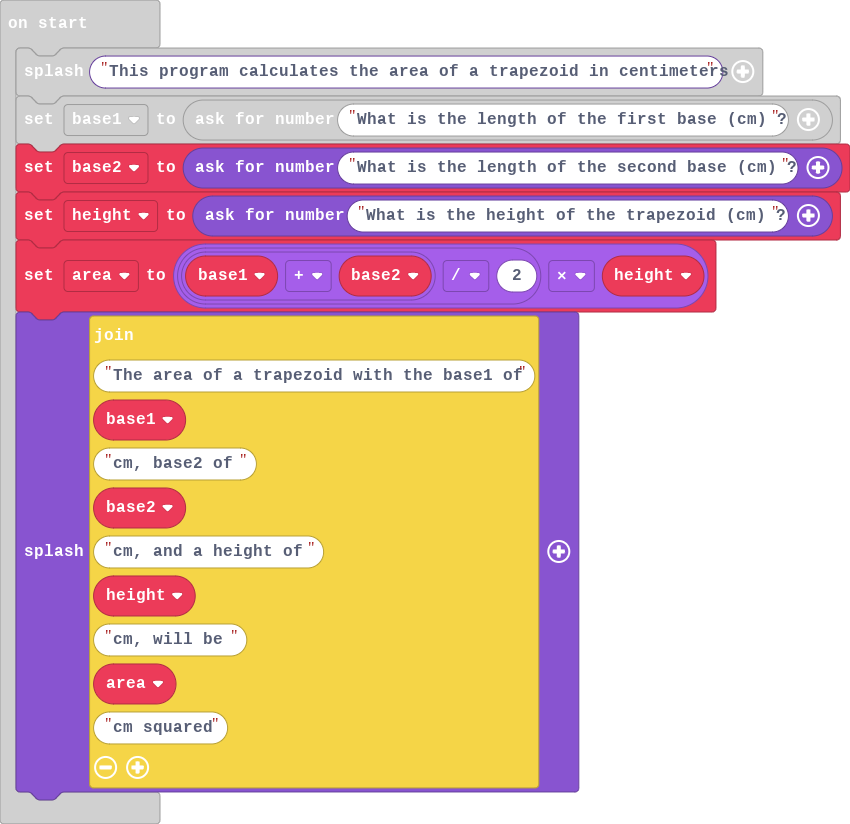 on start
splash "This program calculates the area of a trapezoid in centimeters"
set base1 to ask for number "What is the length of the first base (cm) ?"
set base2 to ask for number "What is the length of the second base (cm) ?"
set height to ask for number "What is the height of the trapezoid (cm) ?"
set area to base1 + base2 / 2 × height
join
"The area of a trapezoid with the base1 of"
base1
"cm, base2 of "
base2
splash "cm, and a height of "
height
"cm, will be "
area
"cm squared"